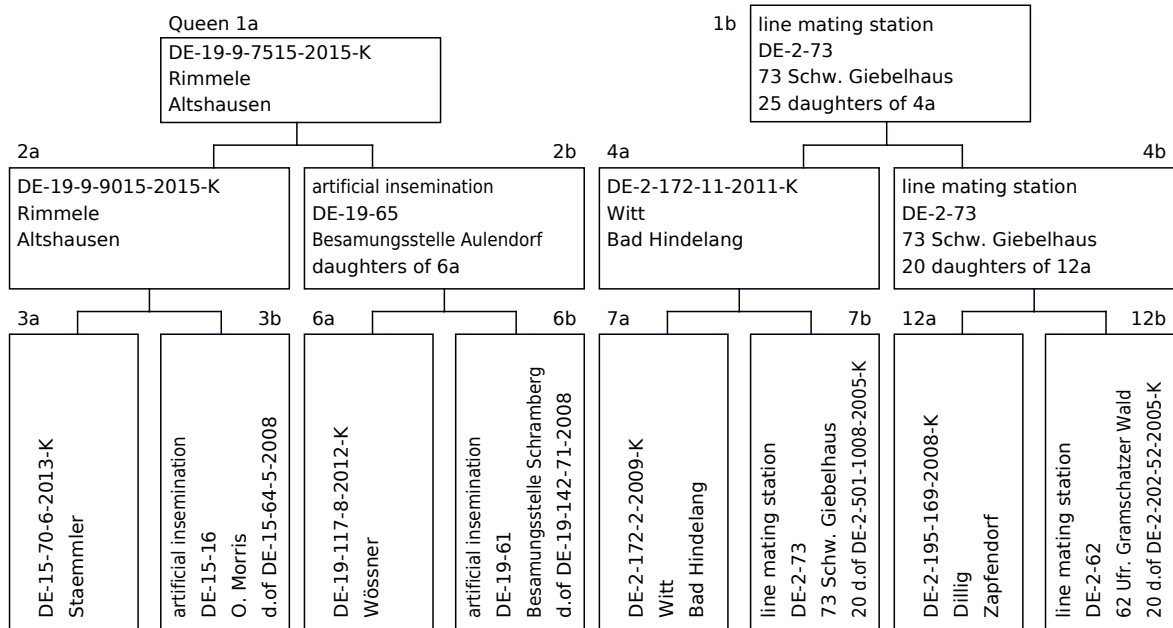 Queen 1a
DE-19-9-7515-2015-K
Rimmele
Altshausen
1b
line mating station
DE-2-73
73 Schw. Giebelhaus
25 daughters of 4a
2a
DE-19-9-9015-2015-K
Rimmele
Altshausen
2b
artificial insemination
DE-19-65
Besamungsstelle Aulendorf
daughters of 6a
4a
DE-2-172-11-2011-K
Witt
Bad Hindelang
4b
line mating station
DE-2-73
73 Schw. Giebelhaus
20 daughters of 12a
3a
DE-15-70-6-2013-K
Staemmler
3b
artificial insemination
DE-15-16
O. Morris
d.of DE-15-64-5-2008
6a
DE-19-117-8-2012-K
Wössner
6b
artificial insemination
DE-19-61
Besamungsstelle Schramberg
d.of DE-19-142-71-2008
7a
DE-2-172-2-2009-K
Witt
Bad Hindelang
7b
line mating station
DE-2-73
73 Schw. Giebelhaus
20 d.of DE-2-501-1008-2005-K
12a
DE-2-195-169-2008-K
Dillig
Zapfendorf
12b
line mating station
DE-2-62
62 Ufr. Gramschatzer Wald
20 d.of DE-2-202-52-2005-K